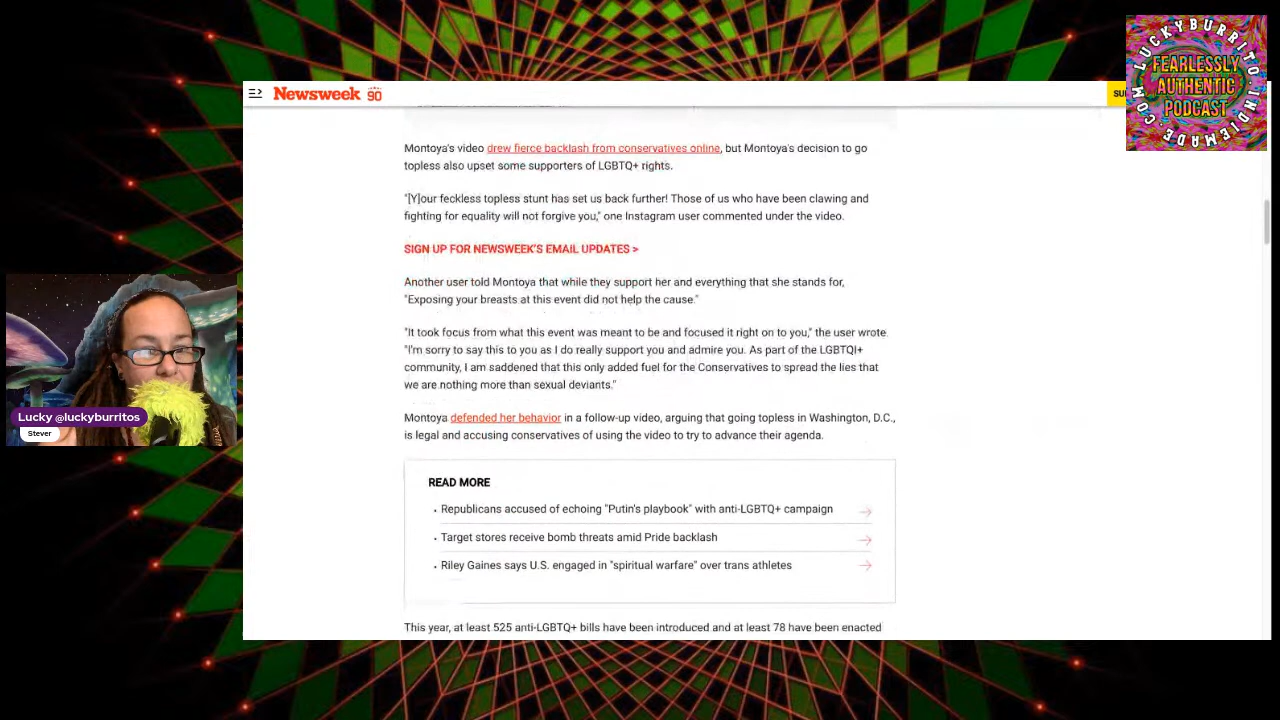 Newsweek 90
SU
LUCKYBURRITO.INDIEMADE.COM
FEARLESSLY
AUTHENTIC
PODCAST
Montoya's video drew fierce backlash from conservatives online, but Montoya's decision to go
topless also upset some supporters of LGBTQ+ rights.
"[Y]our feckless topless stunt has set us back further! Those of us who have been clawing and
fighting for equality will not forgive you," one Instagram user commented under the video.
SIGN UP FOR NEWSWEEK'S EMAIL UPDATES >
Another user told Montoya that while they support her and everything that she stands for,
"Exposing your breasts at this event did not help the cause."
"It took focus from what this event was meant to be and focused it right on to you," the user wrote.
"I'm sorry to say this to you as I do really support you and admire you. As part of the LGBTQI+
community, I am saddened that this only added fuel for the Conservatives to spread the lies that
we are nothing more than sexual deviants."
Lucky @luckyburritos
Stever
Montoya defended her behavior in a follow-up video, arguing that going topless in Washington, D.C.,
is legal and accusing conservatives of using the video to try to advance their agenda.
READ MORE
• Republicans accused of echoing "Putin's playbook" with anti-LGBTQ+ campaign
• Target stores receive bomb threats amid Pride backlash
• Riley Gaines says U.S. engaged in "spiritual warfare" over trans athletes
This year, at least 525 anti-LGBTQ+ bills have been introduced and at least 78 have been enacted